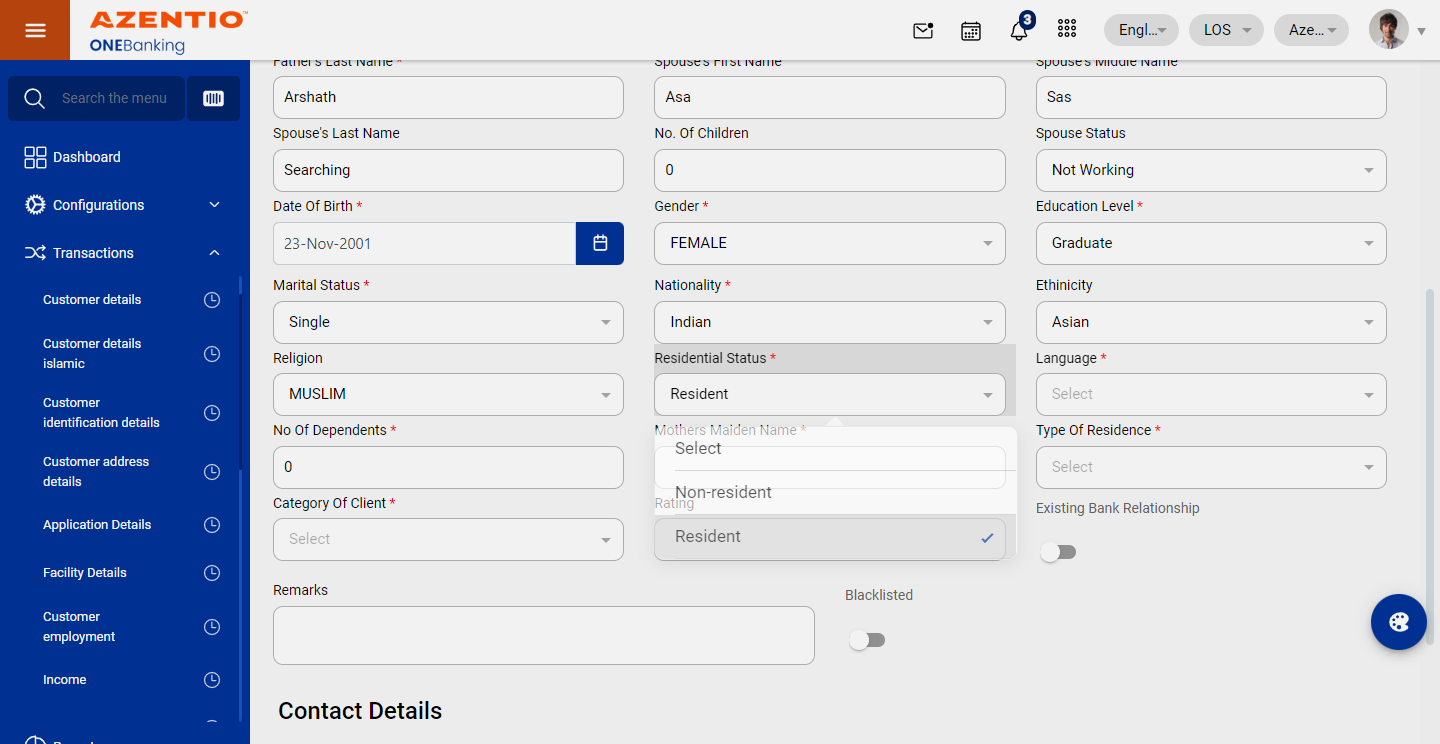 AZENTIO™
ONEBanking
3
Engl...
LOS
Aze...
Search the menu
Dashboard
Configurations
Transactions
Customer details
Customer details
islamic
Customer
identification details
Customer address
details
Application Details
Facility Details
Customer
employment
Income
Father's Last Name *
Spouse's First Name
Spouse's Middle Name
Arshath
Asa
Sas
Spouse's Last Name
No. Of Children
Spouse Status
Searching
0
Not Working
Date Of Birth *
Gender *
Education Level *
23-Nov-2001
FEMALE
Graduate
Marital Status *
Nationality *
Ethinicity
Single
Indian
Asian
Religion
Residential Status *
Language *
MUSLIM
Resident
Select
No Of Dependents *
Mothers Maiden Name *
Type Of Residence *
Select
0
Select
Non-resident
Category Of Client *
Rating
Existing Bank Relationship
Select
Resident
Remarks
Blacklisted
Contact Details